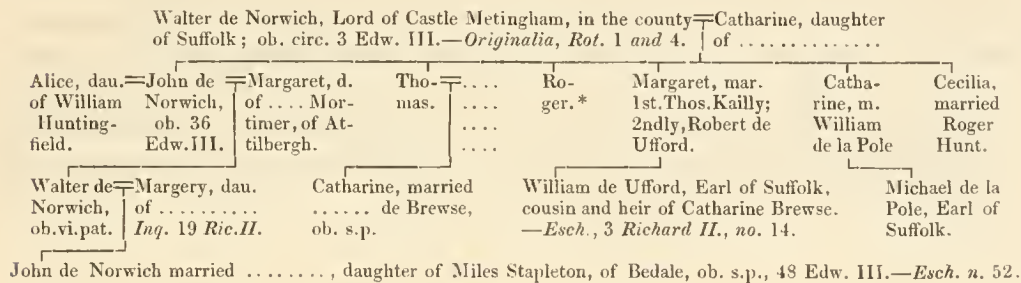 Walter de Norwich, Lord of Castle Metingham, in the county Catharine, daughter
of Suffolk ; ob. circ. 3 Edw. III.—Originalia, Rot. 1 and 4. of ...............
Alice, dau.
of William
Hunting-
field.
John de
Norwich,
ob. 36
Edw.III.
Margaret, d.
of .... Mor-
timer, of At-
tilbergh.
Tho-
mas.
....
....
....
....
Ro-
ger.*
Margaret, mar.
1st.Thos.Kailly;
2ndly,Robert de
Ufford.
Catha-
rine, m.
William
de la Pole
Cecilia,
married
Roger
Hunt.
Walter de
Norwich,
ob.vi.pat.
Margery, dau.
of ..........
Inq. 19 Ric.II.
Catharine, married
...... de Brewse,
ob. s.p.
William de Ufford, Earl of Suffolk,
cousin and heir of Catharine Brewse.
—Esch., 3 Richard II., no. 14.
Michael de la
Pole, Earl of
Suffolk.
John de Norwich married ........, daughter of Miles Stapleton, of Bedale, ob. s.p., 48 Edw. III.—Esch. n. 52.